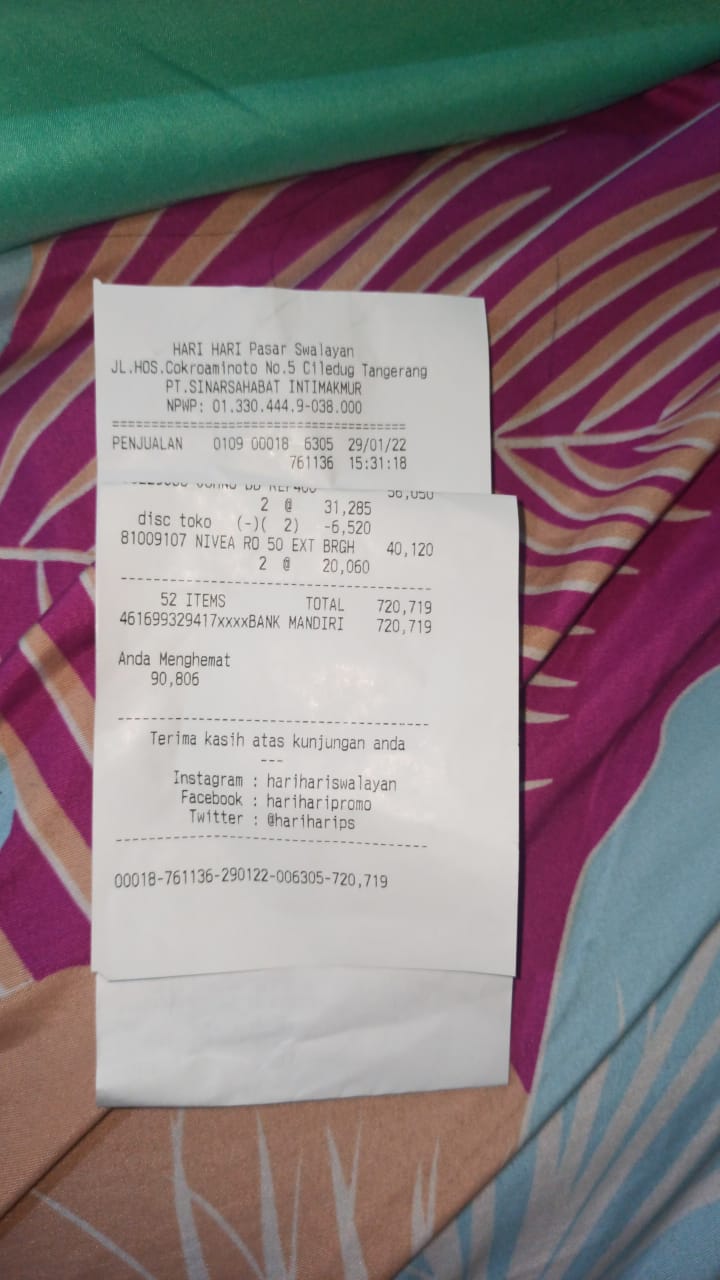 HARI HARI Pasar Swalayan
JL.HOS.Cokroaminoto No.5 Ciledug Tangerang
PT.SINARSAHABAT INTIMAKMUR
NPWP: 01.330.444.9-038.000
======================================
PENJUALAN 0109 00018 6305 29/01/22
761136 15:31:18
56,050
2 @ 31,285
disc toko (-)( 2) -6,520
81009107 NIVEA RO 50 EXT BRGH 40,120
2 @ 20,060
----------------------------------------
52 ITEMS TOTAL 720,719
461699329417xxxxBANK MANDIRI 720,719
Anda Menghemat
90,806
----------------------------------------
Terima kasih atas kunjungan anda
---
Instagram : harihariswalayan
Facebook : hariharipromo
Twitter : @hariharips
----------------------------------------
00018-761136-290122-006305-720,719